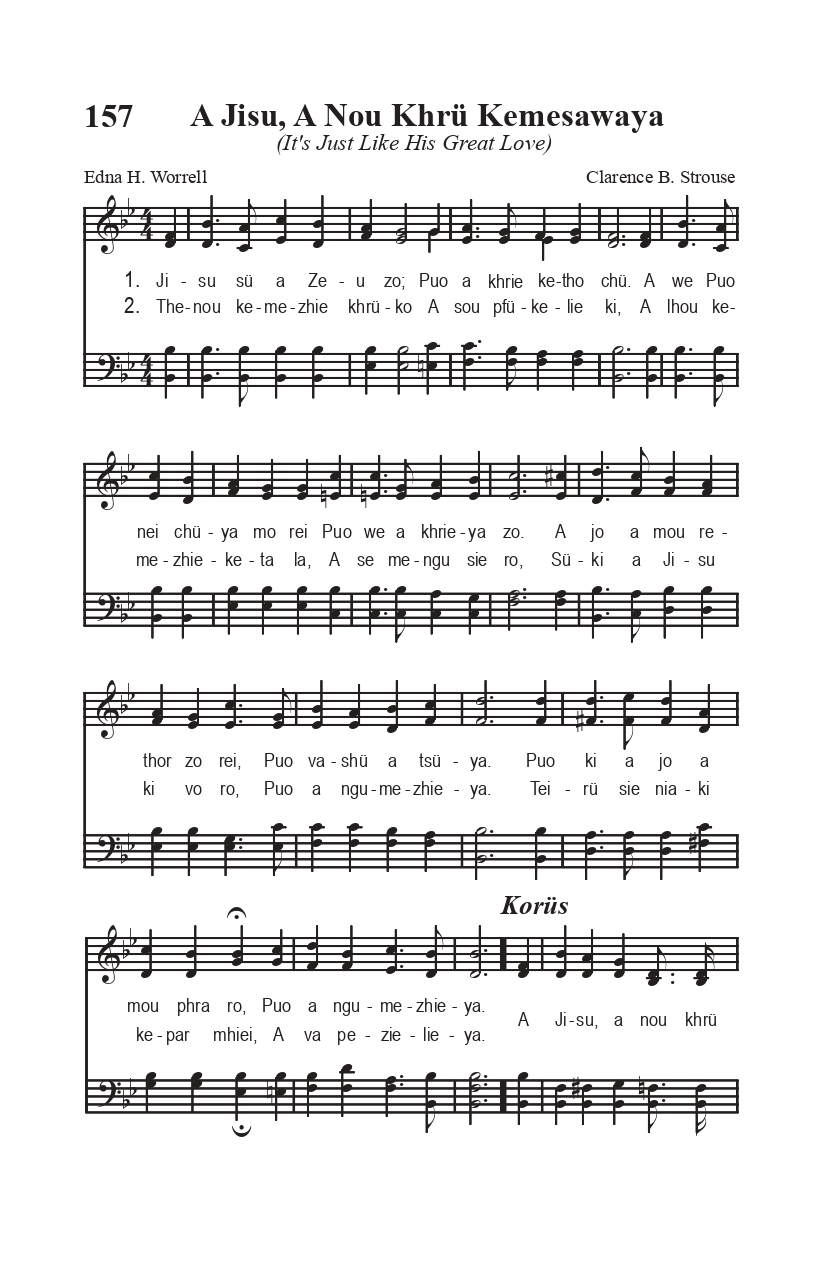 157 A Jisu, A Nou Khrü Kemesawaya
(It's Just Like His Great Love)
Edna H. Worrell Clarence B. Strouse
1. Ji - su sü a Ze - u zo; Puo a khrie ke-tho chü. A we Puo
2. The-nou ke-me-zhie khrü-ko A sou pfü-ke-lie ki, A lhou ke-
nei chü-ya mo rei Puo we a khrie-ya zo. A jo a mou re-
me-zhie-ke-ta la, A se me-ngu sie ro, Sü-ki a Ji-su
thor zo rei, Puo va-shü a tsü-ya. Puo ki a jo a
ki vo ro, Puo a ngu-me-zhie-ya. Tei-rü sie nia-ki
Korüs
mou phra ro, Puo a ngu-me-zhie-ya.
ke-par mhiei, A va pe-zie-lie-ya.
A Ji-su, a nou khrü